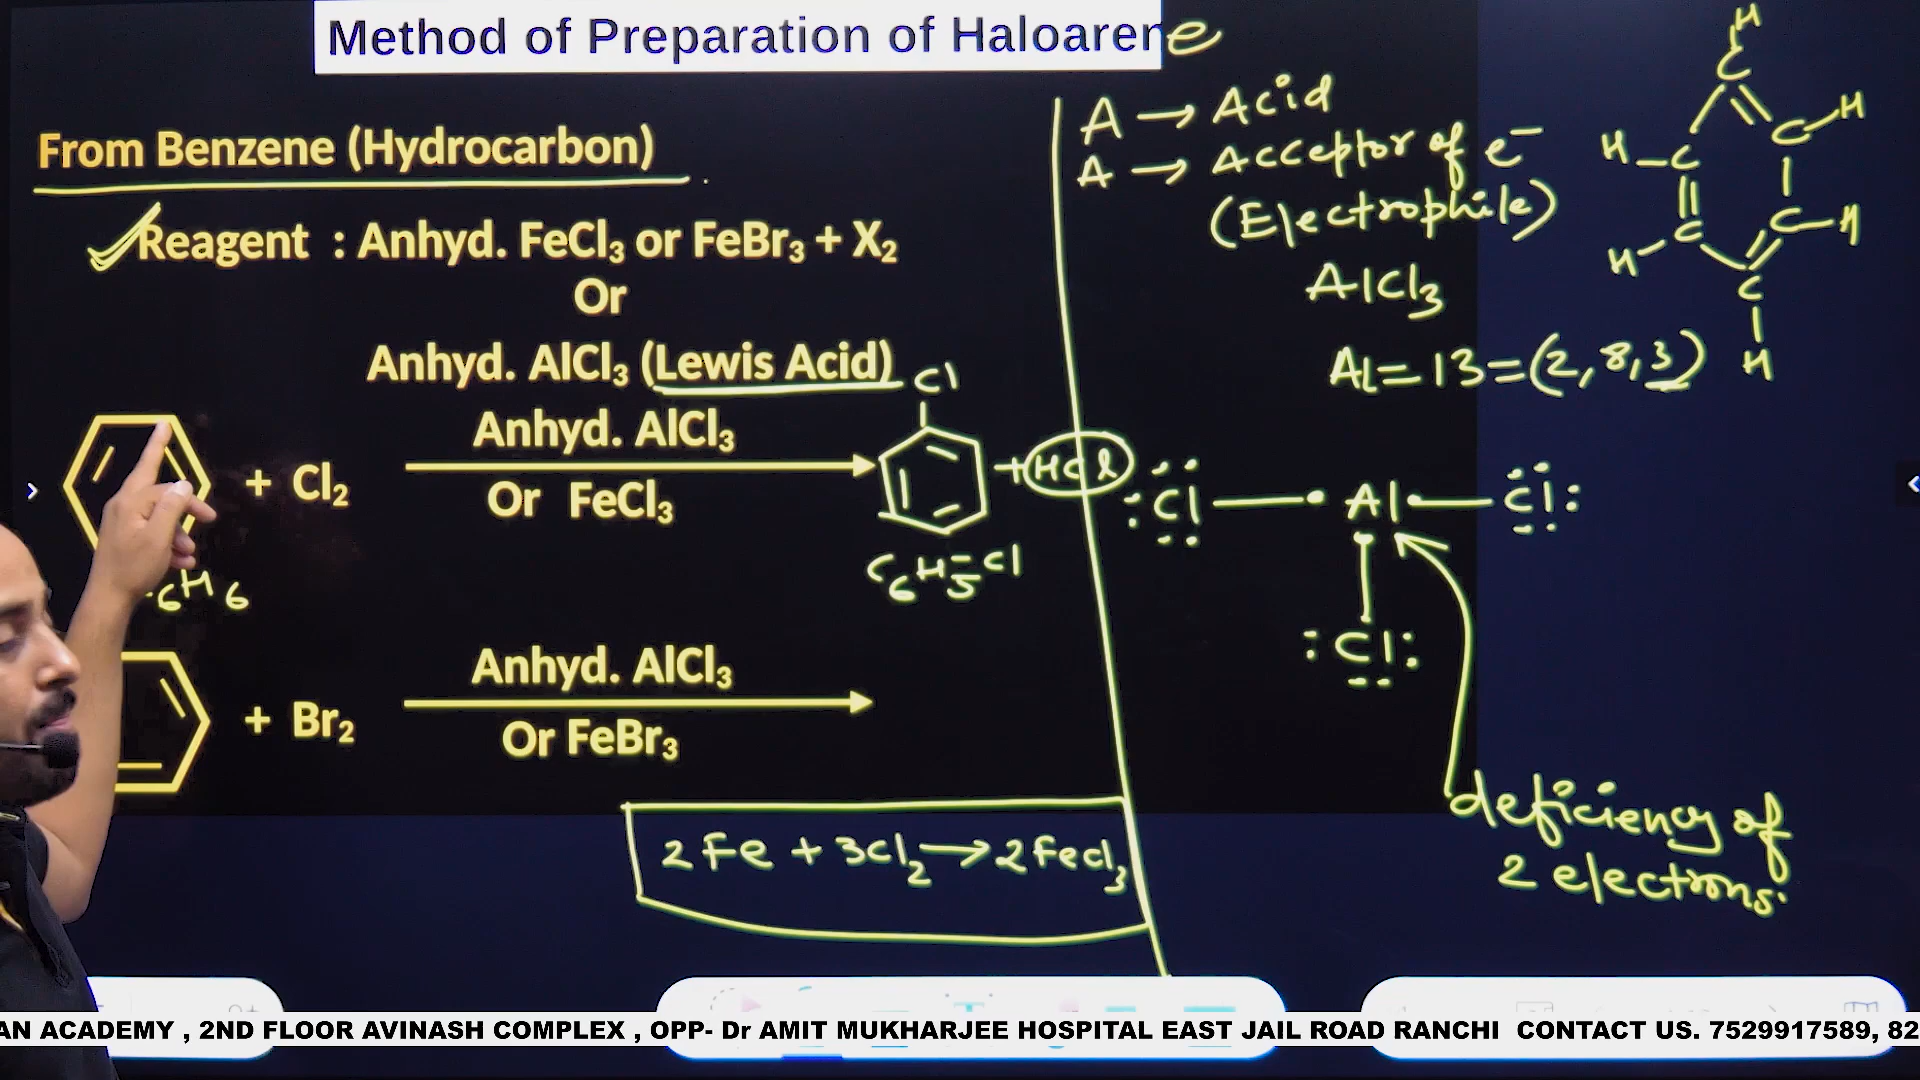 Method of Preparation of Haloarene
From Benzene (Hydrocarbon)
Reagent : Anhyd. FeCl₃ or FeBr₃ + X₂
Or
Anhyd. AlCl₃ (Lewis Acid)
+ Cl₂
Anhyd. AlCl₃
Or FeCl₃
Cl
+ HCl
6H6
C6H5-Cl
+ Br₂
Anhyd. AlCl₃
Or FeBr₃
2Fe + 3Cl₂ → 2FeCl₃
A → Acid
A → Acceptor of e⁻
(Electrophile)
AlCl₃
Al = 13 = (2, 8, 3)
:Cl — Al — Cl:
:Cl:
deficiency of
2 electrons.
H
C
C H
H C
C H
H C
C
H
AN ACADEMY , 2ND FLOOR AVINASH COMPLEX , OPP- Dr AMIT MUKHARJEE HOSPITAL EAST JAIL ROAD RANCHI CONTACT US. 7529917589, 82